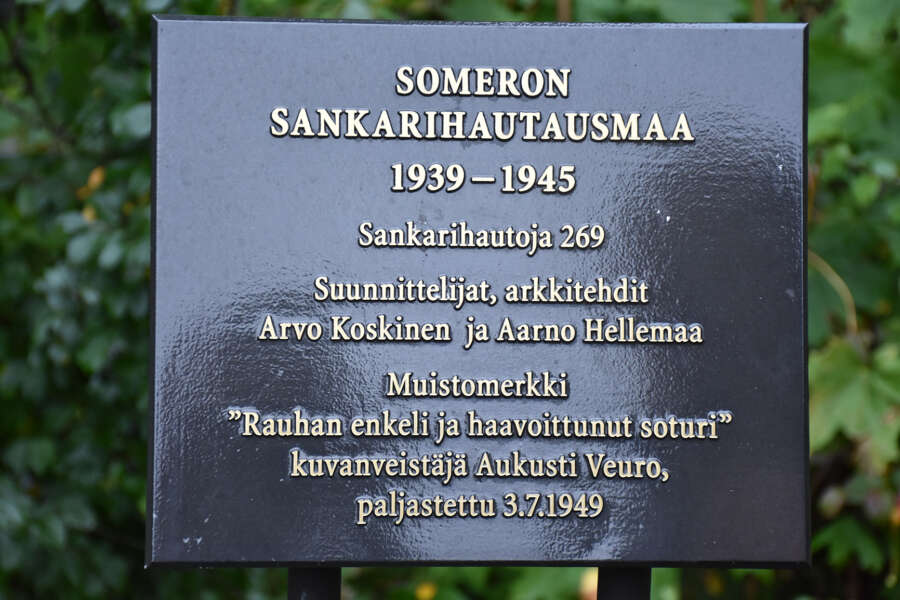 SOMERON
SANKARIHAUTAUSMAA
1939 – 1945
Sankarihautoja 269
Suunnittelijat, arkkitehdit
Arvo Koskinen ja Aarno Hellemaa
Muistomerkki
”Rauhan enkeli ja haavoittunut soturi”
kuvanveistäjä Aukusti Veuro,
paljastettu 3.7.1949